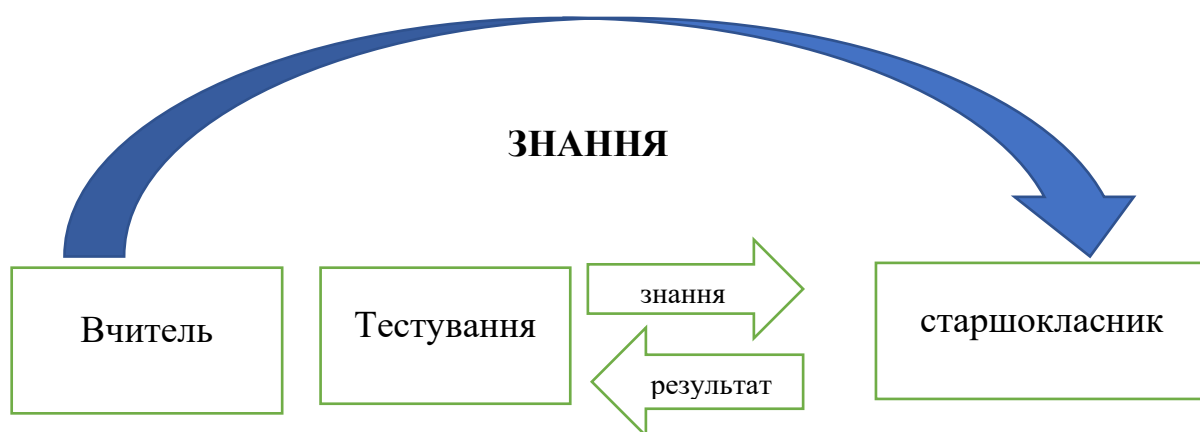 ЗНАННЯ
Вчитель
Тестування
знання
результат
старшокласник